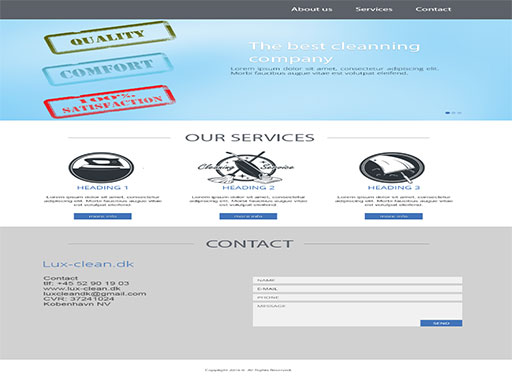 About us Services Contact
QUALITY
COMFORT
100%
SATISFACTION
The best cleanning
company
Lorem ipsum dolor sit amet, consectetur adipiscing elit.
Morbi faucibus augue vitae est volutpat eleifend.
OUR SERVICES
Cleaning Service
HEADING 1
Lorem ipsum dolor sit amet, consectetur
adipiscing elit. Morbi faucibus augue vitae
est volutpat eleifend.
more info
HEADING 2
Lorem ipsum dolor sit amet, consectetur
adipiscing elit. Morbi faucibus augue vitae
est volutpat eleifend.
more info
HEADING 3
Lorem ipsum dolor sit amet, consectetur
adipiscing elit. Morbi faucibus augue vitae
est volutpat eleifend.
more info
CONTACT
Lux-clean.dk
Contact
tlf: +45 52 90 19 03
www.lux-clean.dk
luxcleandk@gmail.com
CVR: 37241024
Kobenhavn NV
NAME
E-MAIL
PHONE
MESSAGE
SEND
All Rights Reserved